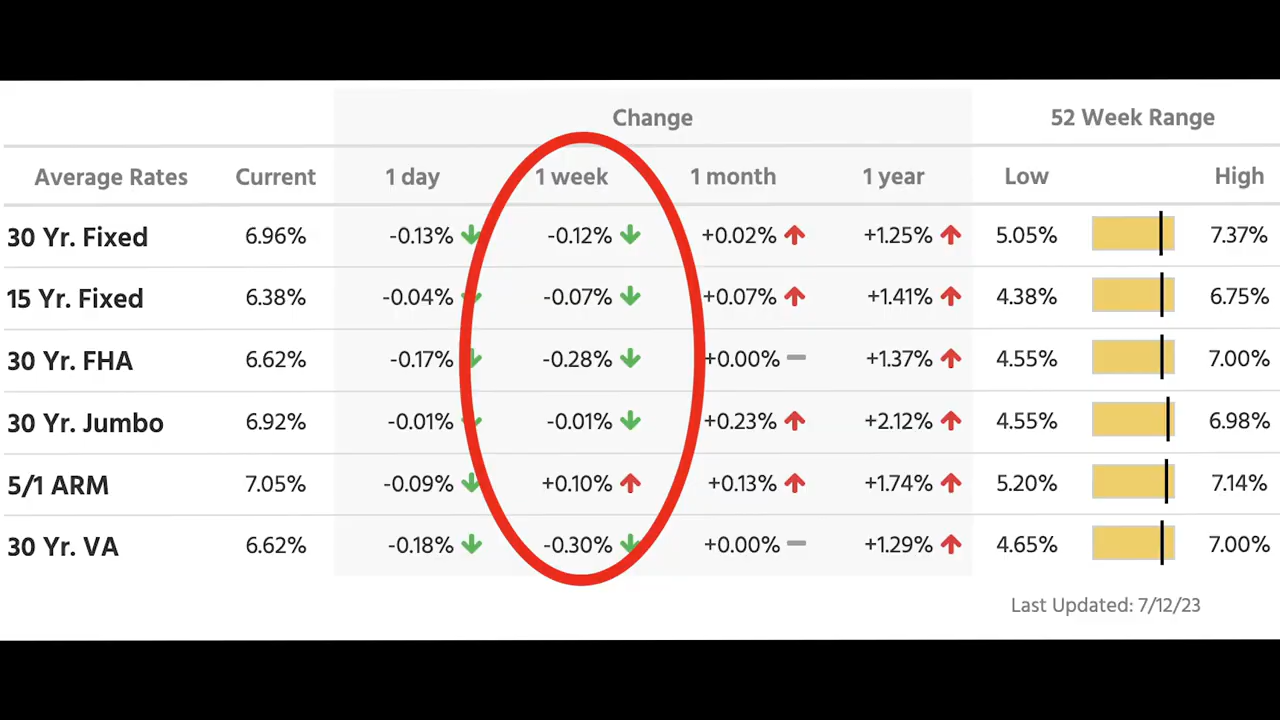 Change 52 Week Range
Average Rates Current 1 day 1 week 1 month 1 year Low High
30 Yr. Fixed 6.96% -0.13% -0.12% +0.02% +1.25% 5.05% 7.37%
15 Yr. Fixed 6.38% -0.04% -0.07% +0.07% +1.41% 4.38% 6.75%
30 Yr. FHA 6.62% -0.17% -0.28% +0.00% +1.37% 4.55% 7.00%
30 Yr. Jumbo 6.92% -0.01% -0.01% +0.23% +2.12% 4.55% 6.98%
5/1 ARM 7.05% -0.09% +0.10% +0.13% +1.74% 5.20% 7.14%
30 Yr. VA 6.62% -0.18% -0.30% +0.00% +1.29% 4.65% 7.00%
Last Updated: 7/12/23